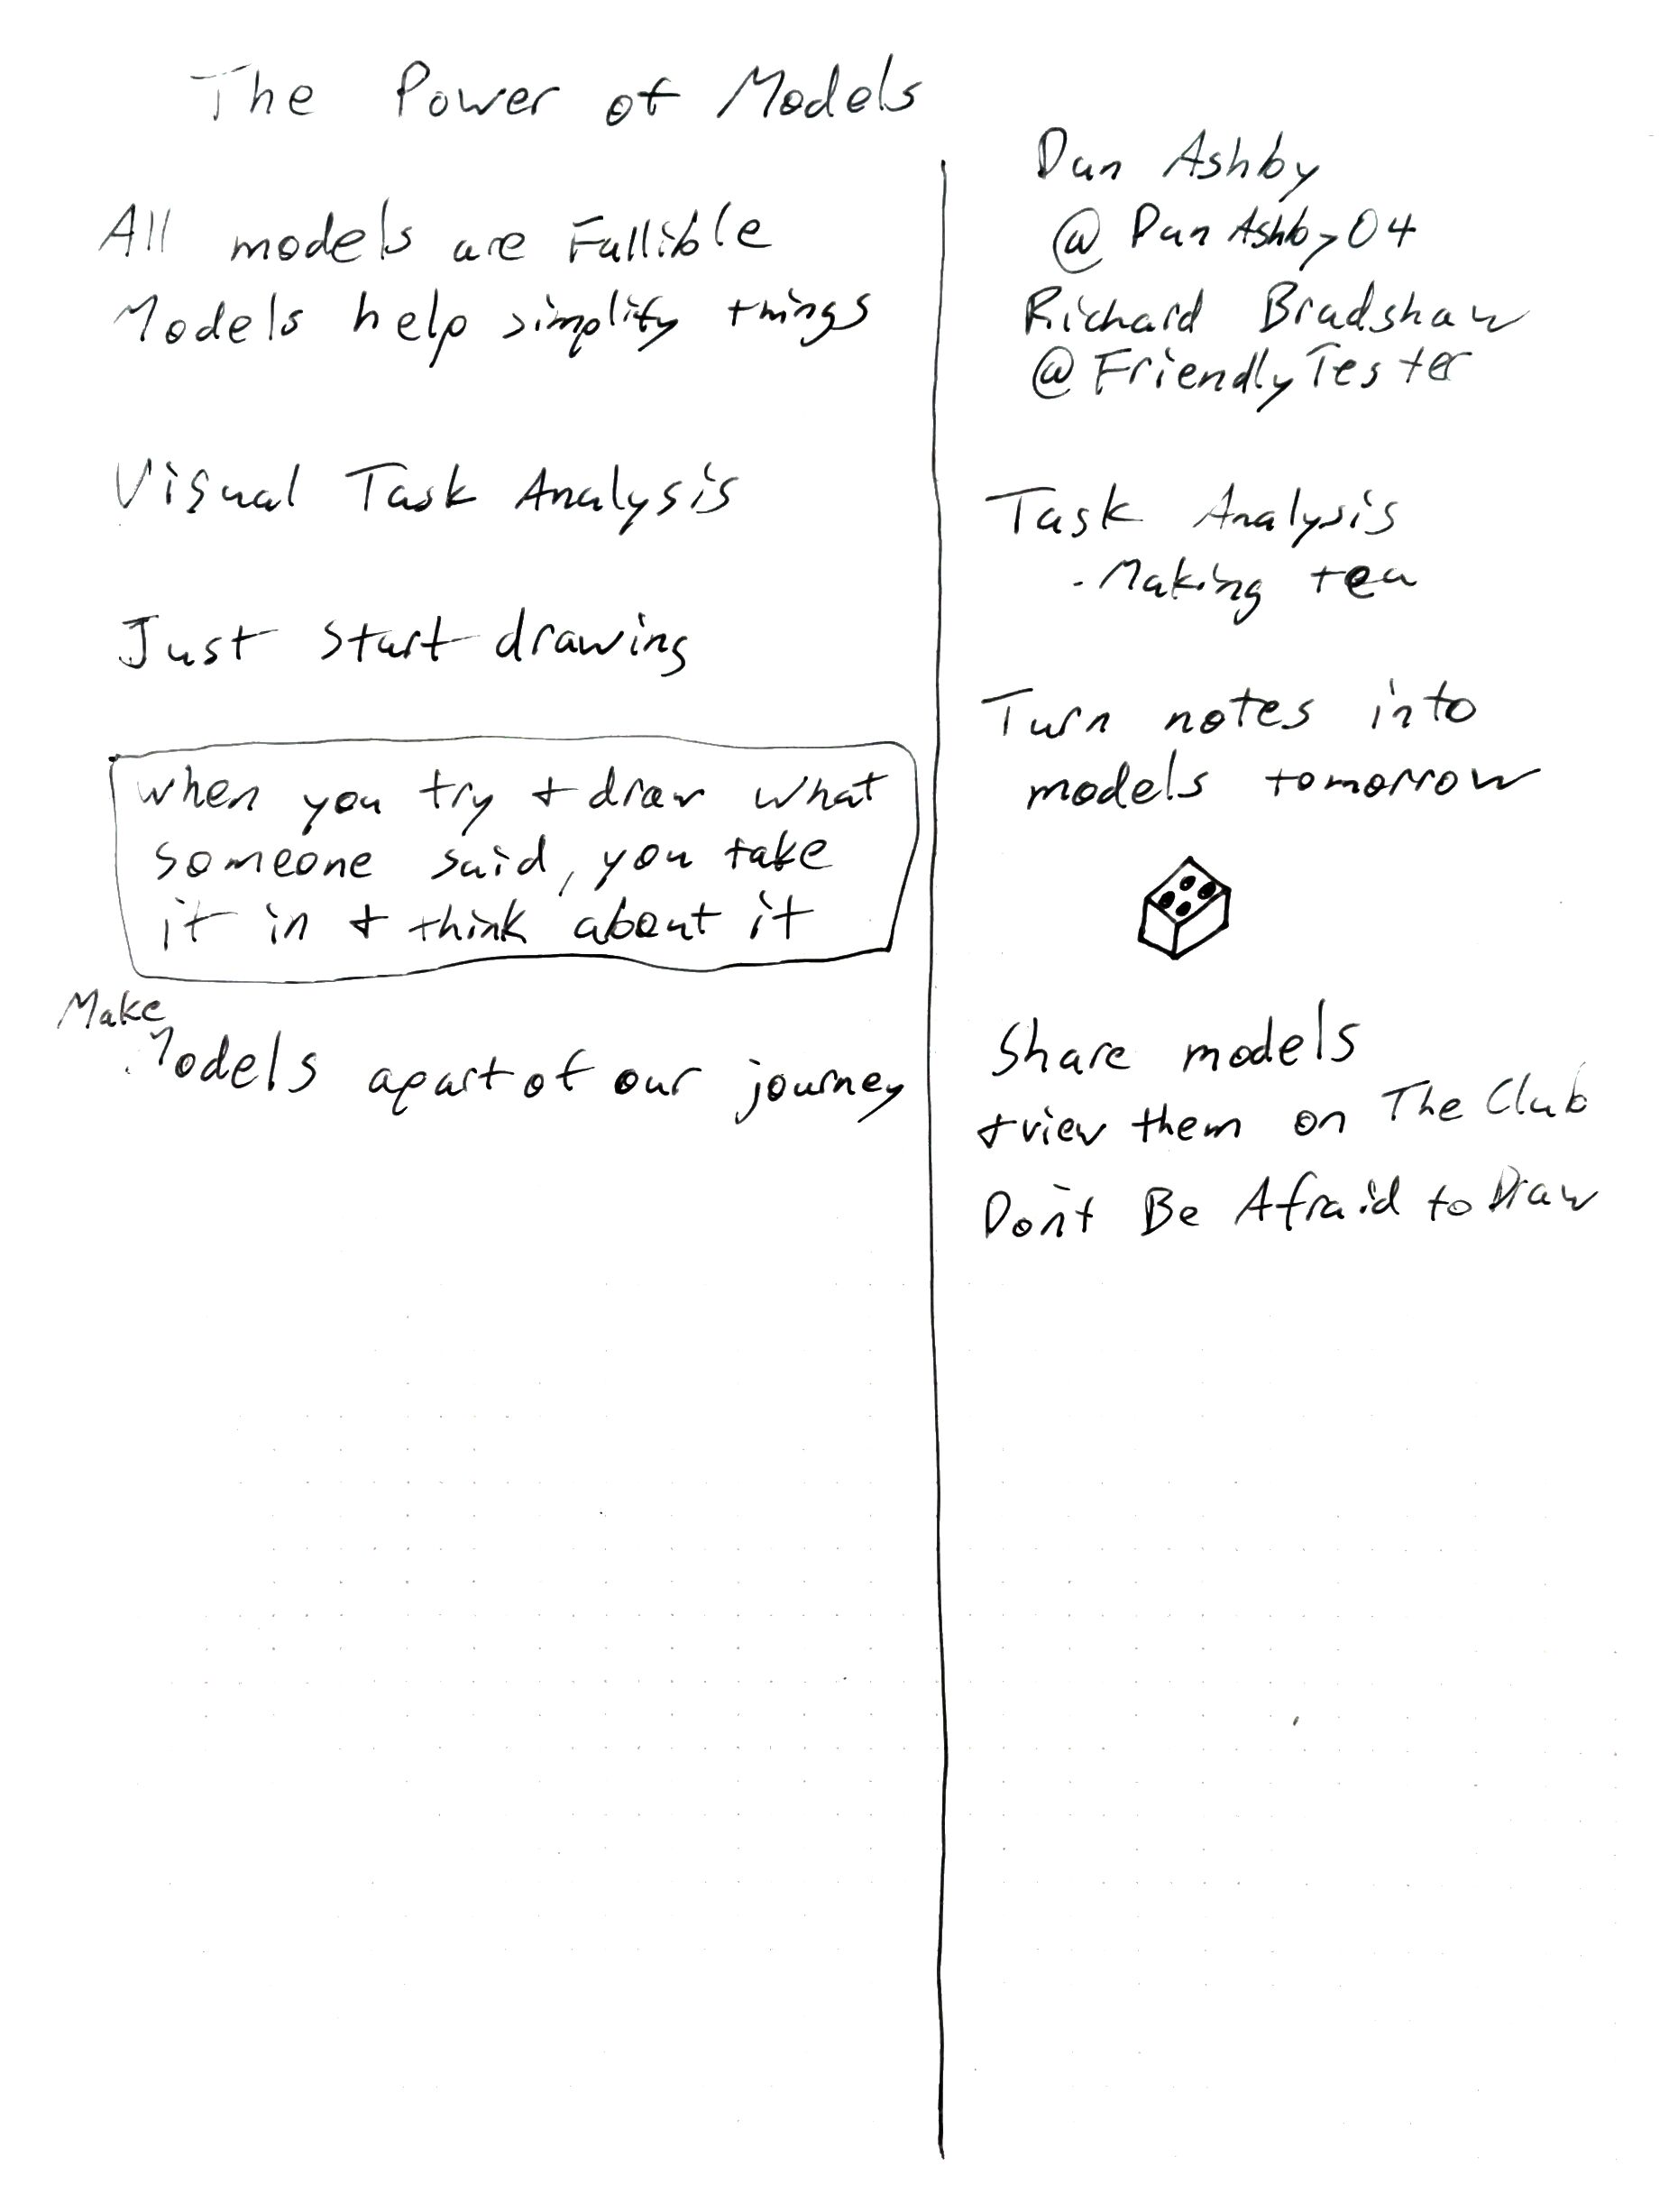 The Power of Models
All models are Fallible
Models help simplify things
Visual Task Analysis
Just start drawing
when you try + draw what
someone said, you take
it in + think about it
Make
Models apart of our journey
Dan Ashby
@DanAshby04
Richard Bradshaw
@FriendlyTester
Task Analysis
- Making tea
Turn notes into
models tomorrow
Share models
+ view them on The Club
Don't Be Afraid to Draw